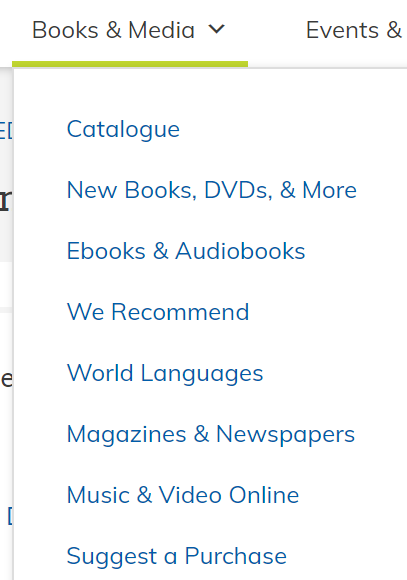 Books & Media
Events &
Catalogue
New Books, DVDs, & More
Ebooks & Audiobooks
We Recommend
World Languages
Magazines & Newspapers
Music & Video Online
Suggest a Purchase